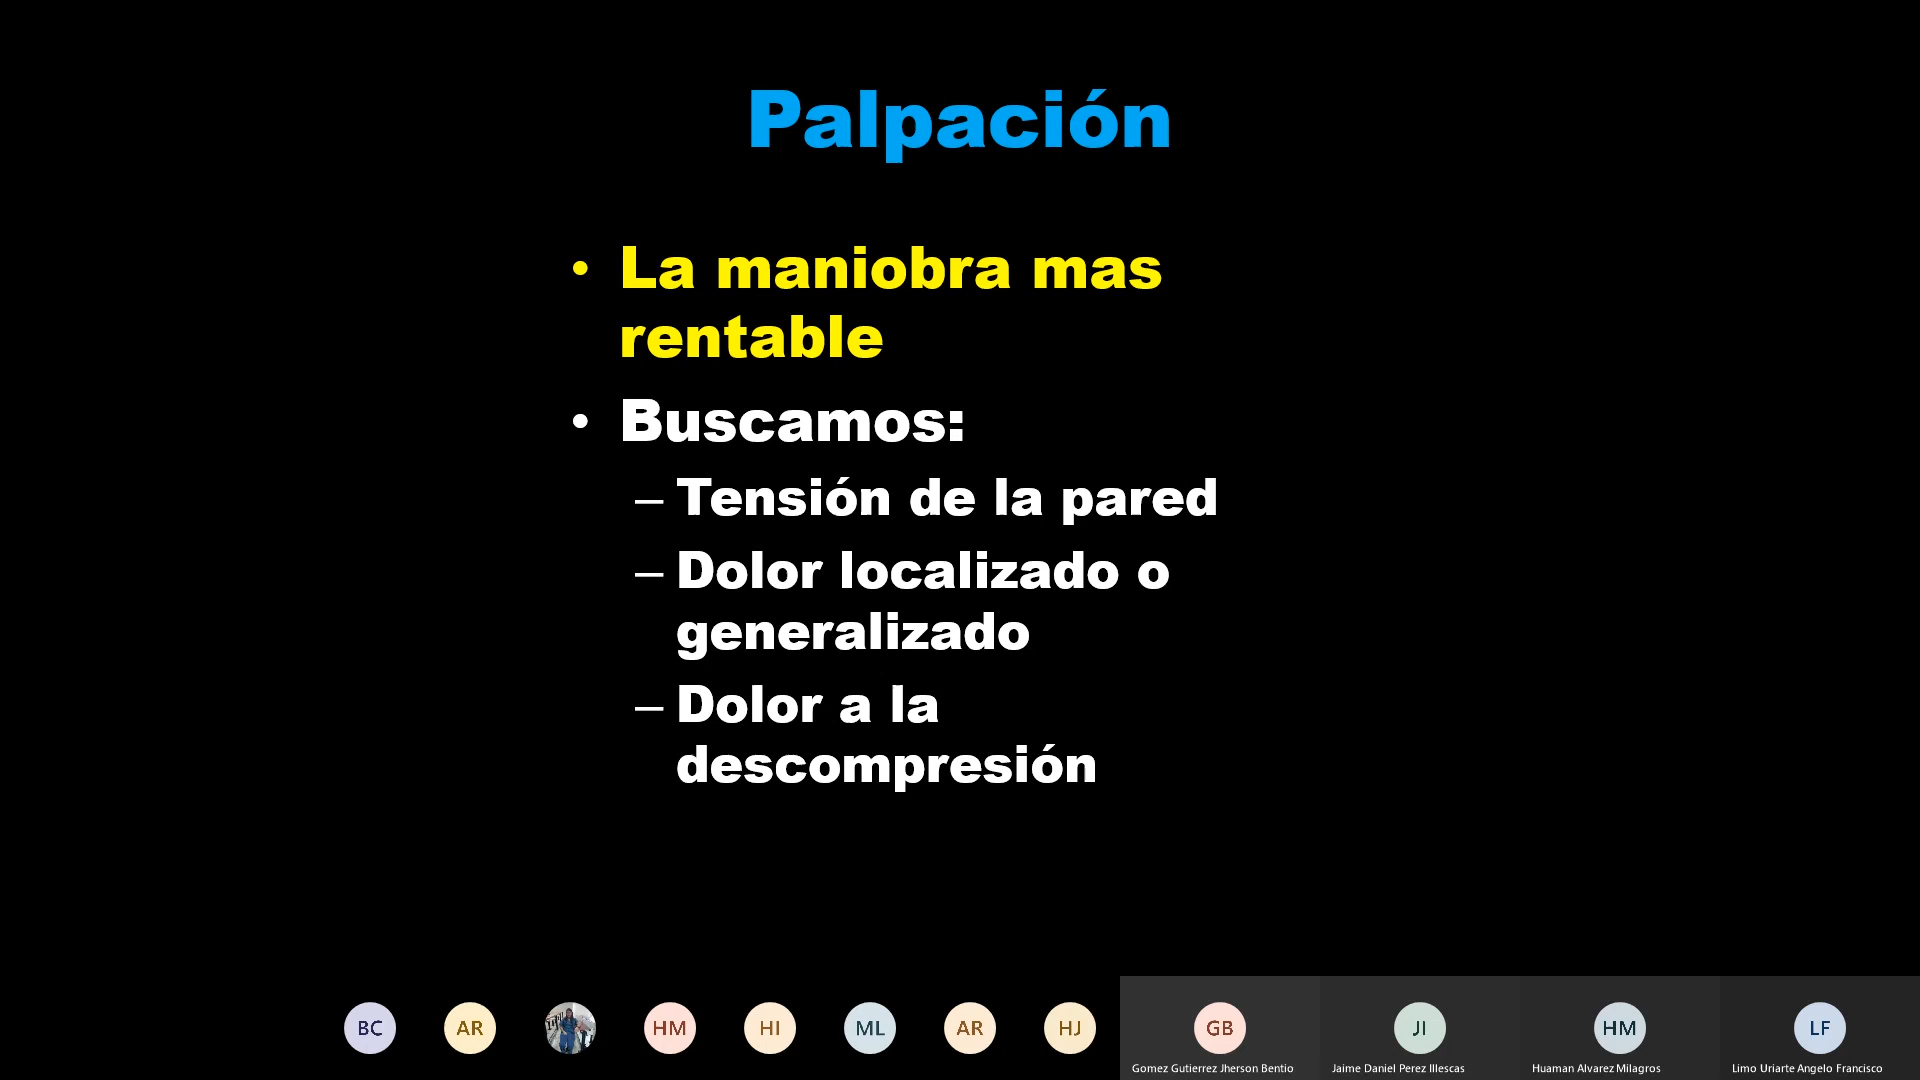 Palpación
• La maniobra mas
rentable
• Buscamos:
– Tensión de la pared
– Dolor localizado o
generalizado
– Dolor a la
descompresión
BC AR HM HI ML AR HJ GB JI HM LF
Gomez Gutierrez Jherson Bentio Jaime Daniel Perez Illescas Huaman Alvarez Milagros Limo Uriarte Angelo Francisco